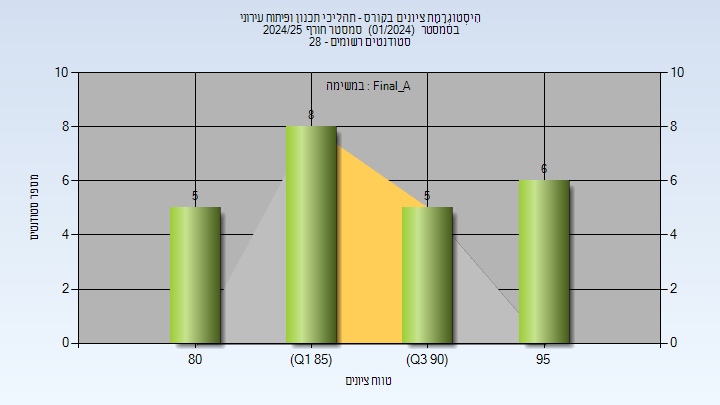 היסטוגרמת ציונים בקורס - תהליכי תכנון ופיתוח עירוני
בסמסטר (01/2024) סמסטר חורף 2024/25
סטודנטים רשומים - 28
במשימה : Final_A
10
8
6
4
2
0
10
8
6
4
2
0
5
8
5
6
80
(Q1 85)
(Q3 90)
95
מספר סטודנטים
טווח ציונים